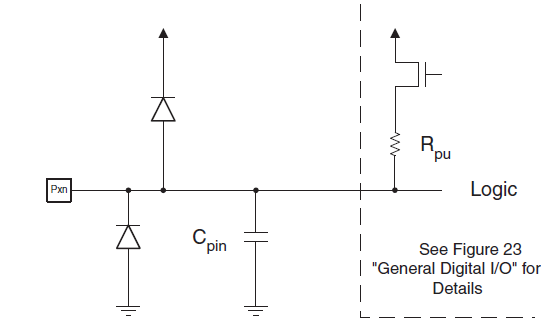 R
pu
Pxn
Logic
C
pin
See Figure 23
"General Digital I/O" for
Details